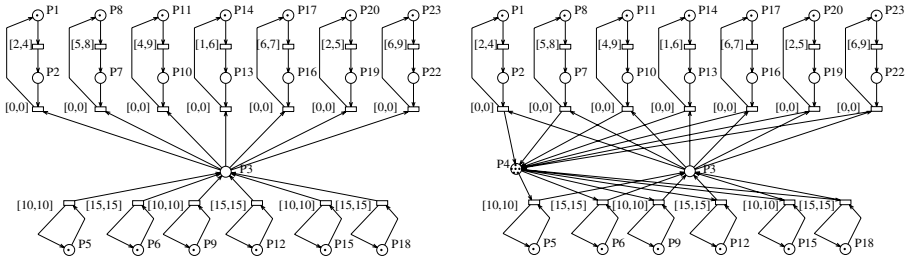 P1 P8 P11 P14 P17 P20 P23 P1 P8 P11 P14 P17 P20 P23
[2,4] [5,8] [4,9] [1,6] [6,7] [2,5] [6,9] [2,4] [5,8] [4,9] [1,6] [6,7] [2,5] [6,9]
P2 P7 P10 P13 P16 P19 P22 P2 P7 P10 P13 P16 P19 P22
[0,0] [0,0] [0,0] [0,0] [0,0] [0,0] [0,0] [0,0] [0,0] [0,0] [0,0] [0,0] [0,0] [0,0]
P3 P4 P3
[10,10] [15,15] [10,10] [15,15] [10,10] [15,15] [10,10] [15,15] [10,10] [15,15] [10,10] [15,15]
P5 P6 P9 P12 P15 P18 P5 P6 P9 P12 P15 P18